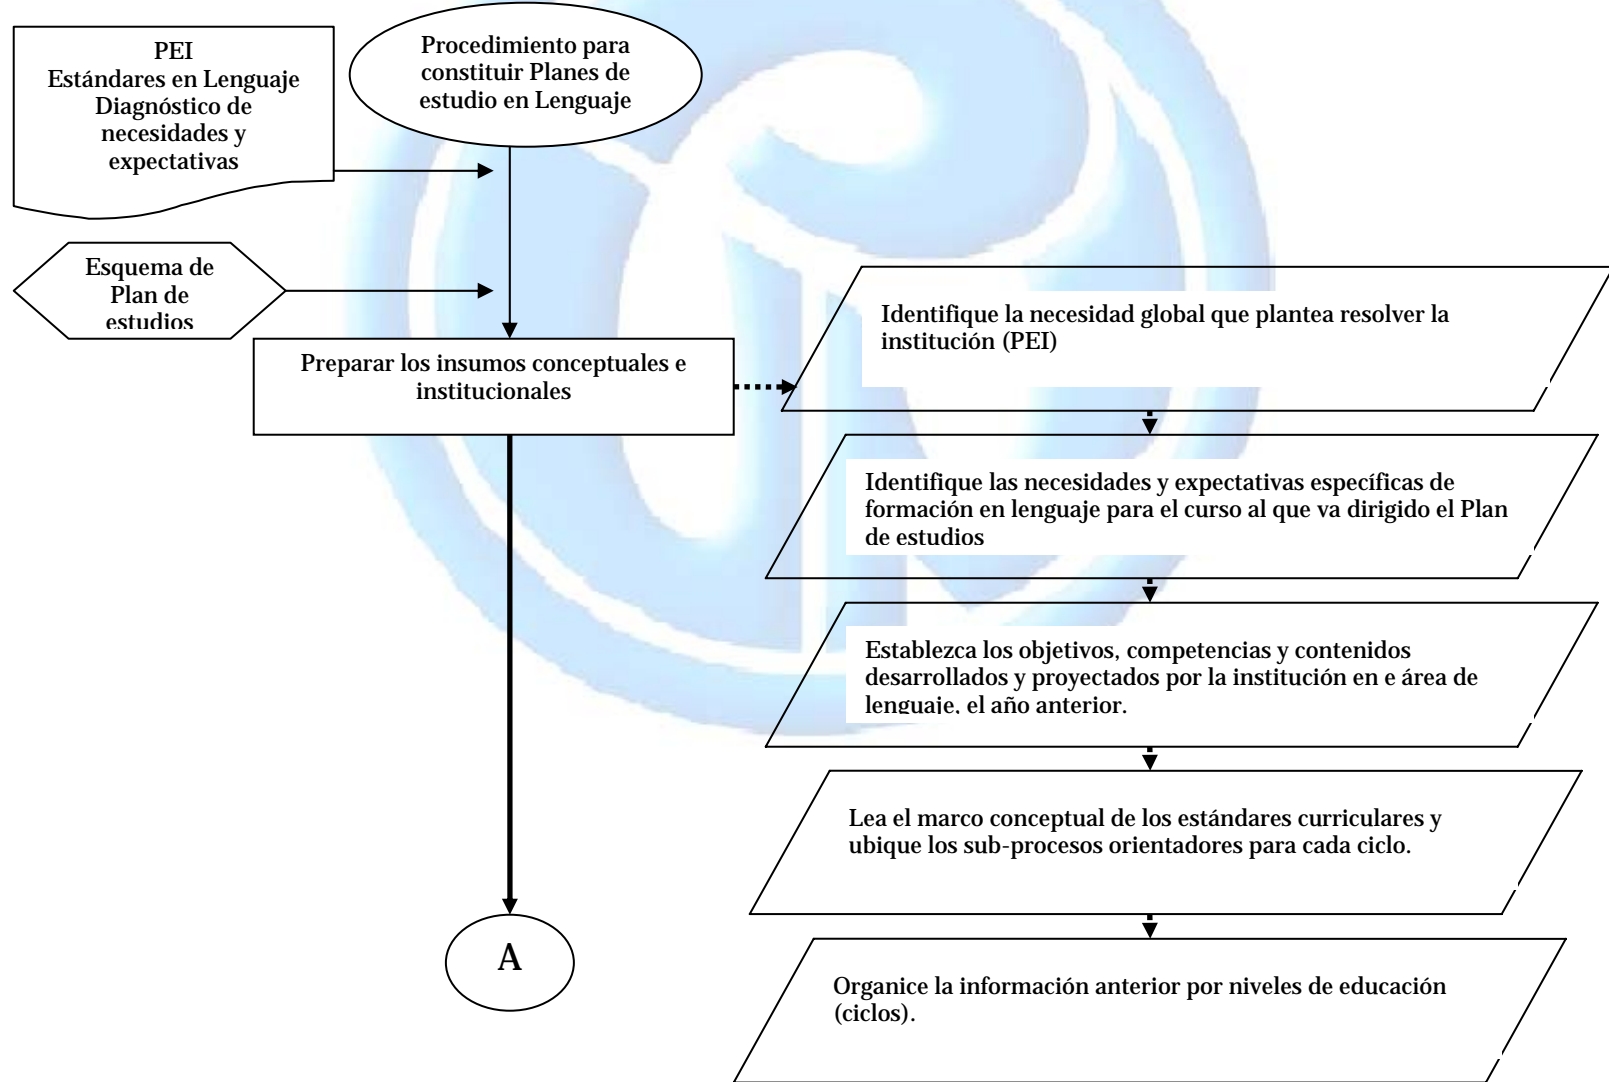 PEI
Estándares en Lenguaje
Diagnóstico de
necesidades y
expectativas
Procedimiento para
constituir Planes de
estudio en Lenguaje
Esquema de
Plan de
estudios
Preparar los insumos conceptuales e
institucionales
Identifique la necesidad global que plantea resolver la
institución (PEI)
Identifique las necesidades y expectativas específicas de
formación en lenguaje para el curso al que va dirigido el Plan
de estudios
Establezca los objetivos, competencias y contenidos
desarrollados y proyectados por la institución en e área de
lenguaje, el año anterior.
Lea el marco conceptual de los estándares curriculares y
ubique los sub-procesos orientadores para cada ciclo.
A
Organice la información anterior por niveles de educación
(ciclos).